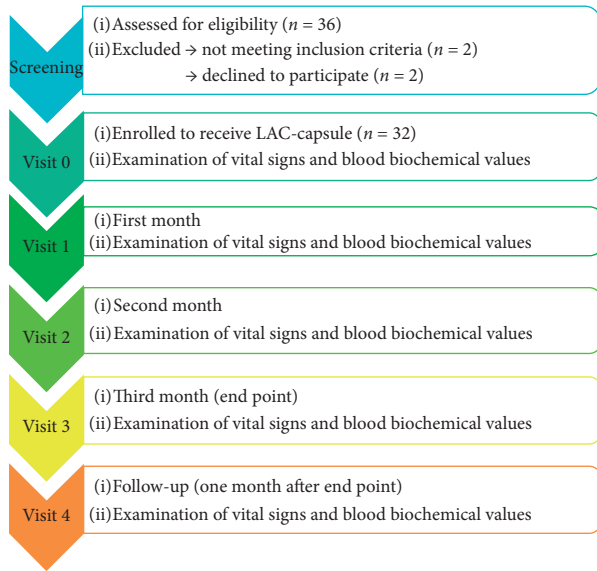 Screening
(i) Assessed for eligibility (n = 36)
(ii) Excluded → not meeting inclusion criteria (n = 2)
→ declined to participate (n = 2)
Visit 0
(i) Enrolled to receive LAC-capsule (n = 32)
(ii) Examination of vital signs and blood biochemical values
Visit 1
(i) First month
(ii) Examination of vital signs and blood biochemical values
Visit 2
(i) Second month
(ii) Examination of vital signs and blood biochemical values
Visit 3
(i) Third month (end point)
(ii) Examination of vital signs and blood biochemical values
Visit 4
(i) Follow-up (one month after end point)
(ii) Examination of vital signs and blood biochemical values